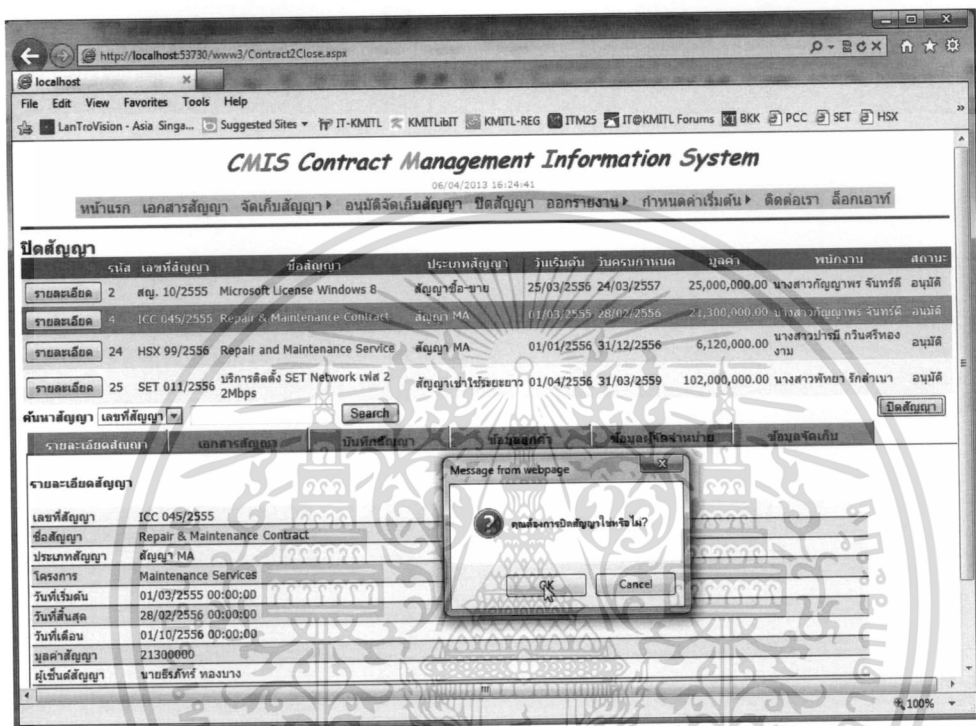 http://localhost:53730/www3/Contract2Close.aspx
localhost
File Edit View Favorites Tools Help
LanTroVision - Asia Singa... Suggested Sites IT-KMITL KMITLibIT KMITL-REG ITM25 IT@KMITL Forums BKK PCC SET HSX
CMIS Contract Management Information System
06/04/2013 16:24:41
หน้าแรก เอกสารสัญญา จัดเก็บสัญญา อนุมัติจัดเก็บสัญญา ปิดสัญญา ออกรายงาน กำหนดค่าเริ่มต้น ติดต่อเรา ล็อกเอาท์
ปิดสัญญา
รหัส เลขที่สัญญา ชื่อสัญญา ประเภทสัญญา วันเริ่มต้น วันครบกำหนด มูลค่า พนักงาน สถานะ
รายละเอียด 2 สญ. 10/2555 Microsoft License Windows 8 สัญญาซื้อ-ขาย 25/03/2556 24/03/2557 25,000,000.00 นางสาวกัญญาพร จันทร์ดี อนุมัติ
รายละเอียด 4 ICC 045/2555 Repair & Maintenance Contract สัญญา MA 01/03/2555 28/02/2556 21,300,000.00 นางสาวกัญญาพร จันทร์ดี อนุมัติ
รายละเอียด 24 HSX 99/2556 Repair and Maintenance Service สัญญา MA 01/01/2556 31/12/2556 6,120,000.00 นางสาวปารมี กวินศรีทองงาม อนุมัติ
รายละเอียด 25 SET 011/2556 บริการติดตั้ง SET Network เฟส 2 2Mbps สัญญาเช่าใช้ระยะยาว 01/04/2556 31/03/2559 102,000,000.00 นางสาวพัทยา รักสำเนา อนุมัติ
ค้นหาสัญญา เลขที่สัญญา Search ปิดสัญญา
รายละเอียดสัญญา เอกสารสัญญา บันทึกสัญญา ข้อมูลลูกค้า ข้อมูลผู้จัดจำหน่าย ข้อมูลจัดเก็บ
รายละเอียดสัญญา
เลขที่สัญญา ICC 045/2555
ชื่อสัญญา Repair & Maintenance Contract
ประเภทสัญญา สัญญา MA
โครงการ Maintenance Services
วันที่เริ่มต้น 01/03/2555 00:00:00
วันที่สิ้นสุด 28/02/2556 00:00:00
วันที่เตือน 01/10/2556 00:00:00
มูลค่าสัญญา 21300000
ผู้เซ็นต์สัญญา นายธีรภัทร์ ทองบาง
Message from webpage
คุณต้องการปิดสัญญาใช่หรือไม่?
OK Cancel
100%